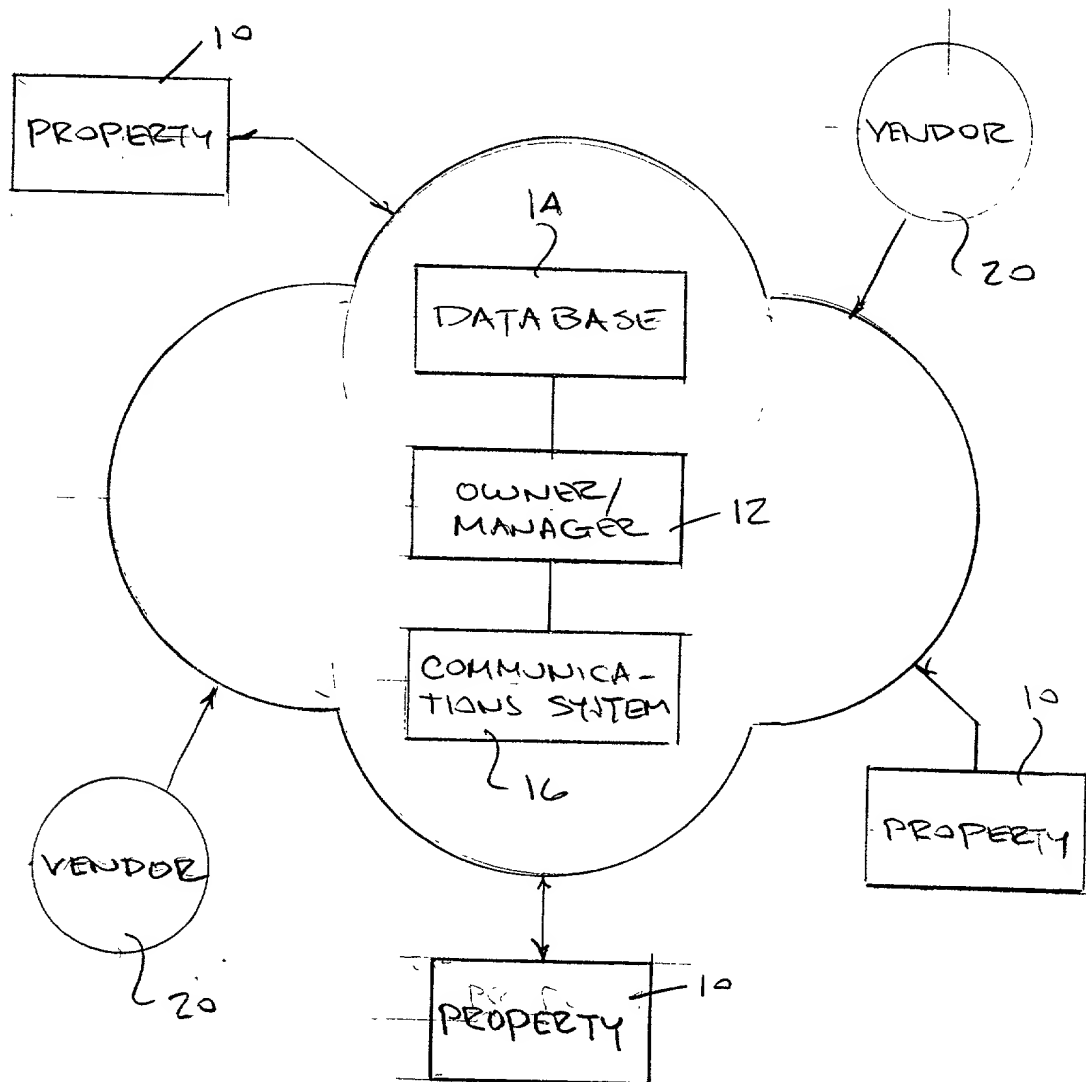 10
PROPERTY
VENDOR
20
14
DATABASE
OWNER/
MANAGER
12
COMMUNICA-
TIONS SYSTEM
16
10
PROPERTY
VENDOR
20
10
PROPERTY